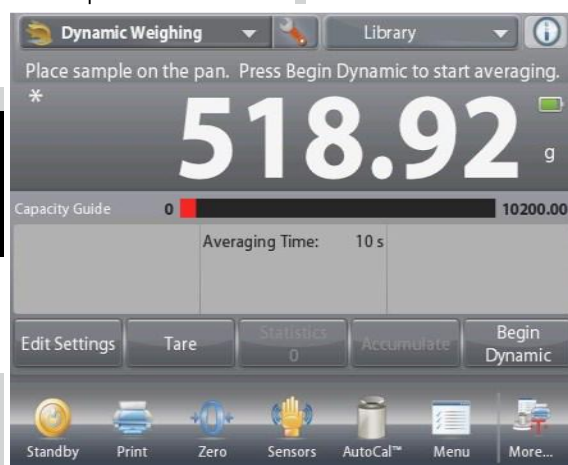 Dynamic Weighing Library
Place sample on the pan. Press Begin Dynamic to start averaging.
*
518.92 g
Capacity Guide 0 10200.00
Averaging Time: 10 s
Edit Settings Tare Statistics 0 Accumulate Begin Dynamic
Standby Print Zero Sensors AutoCal™ Menu More...